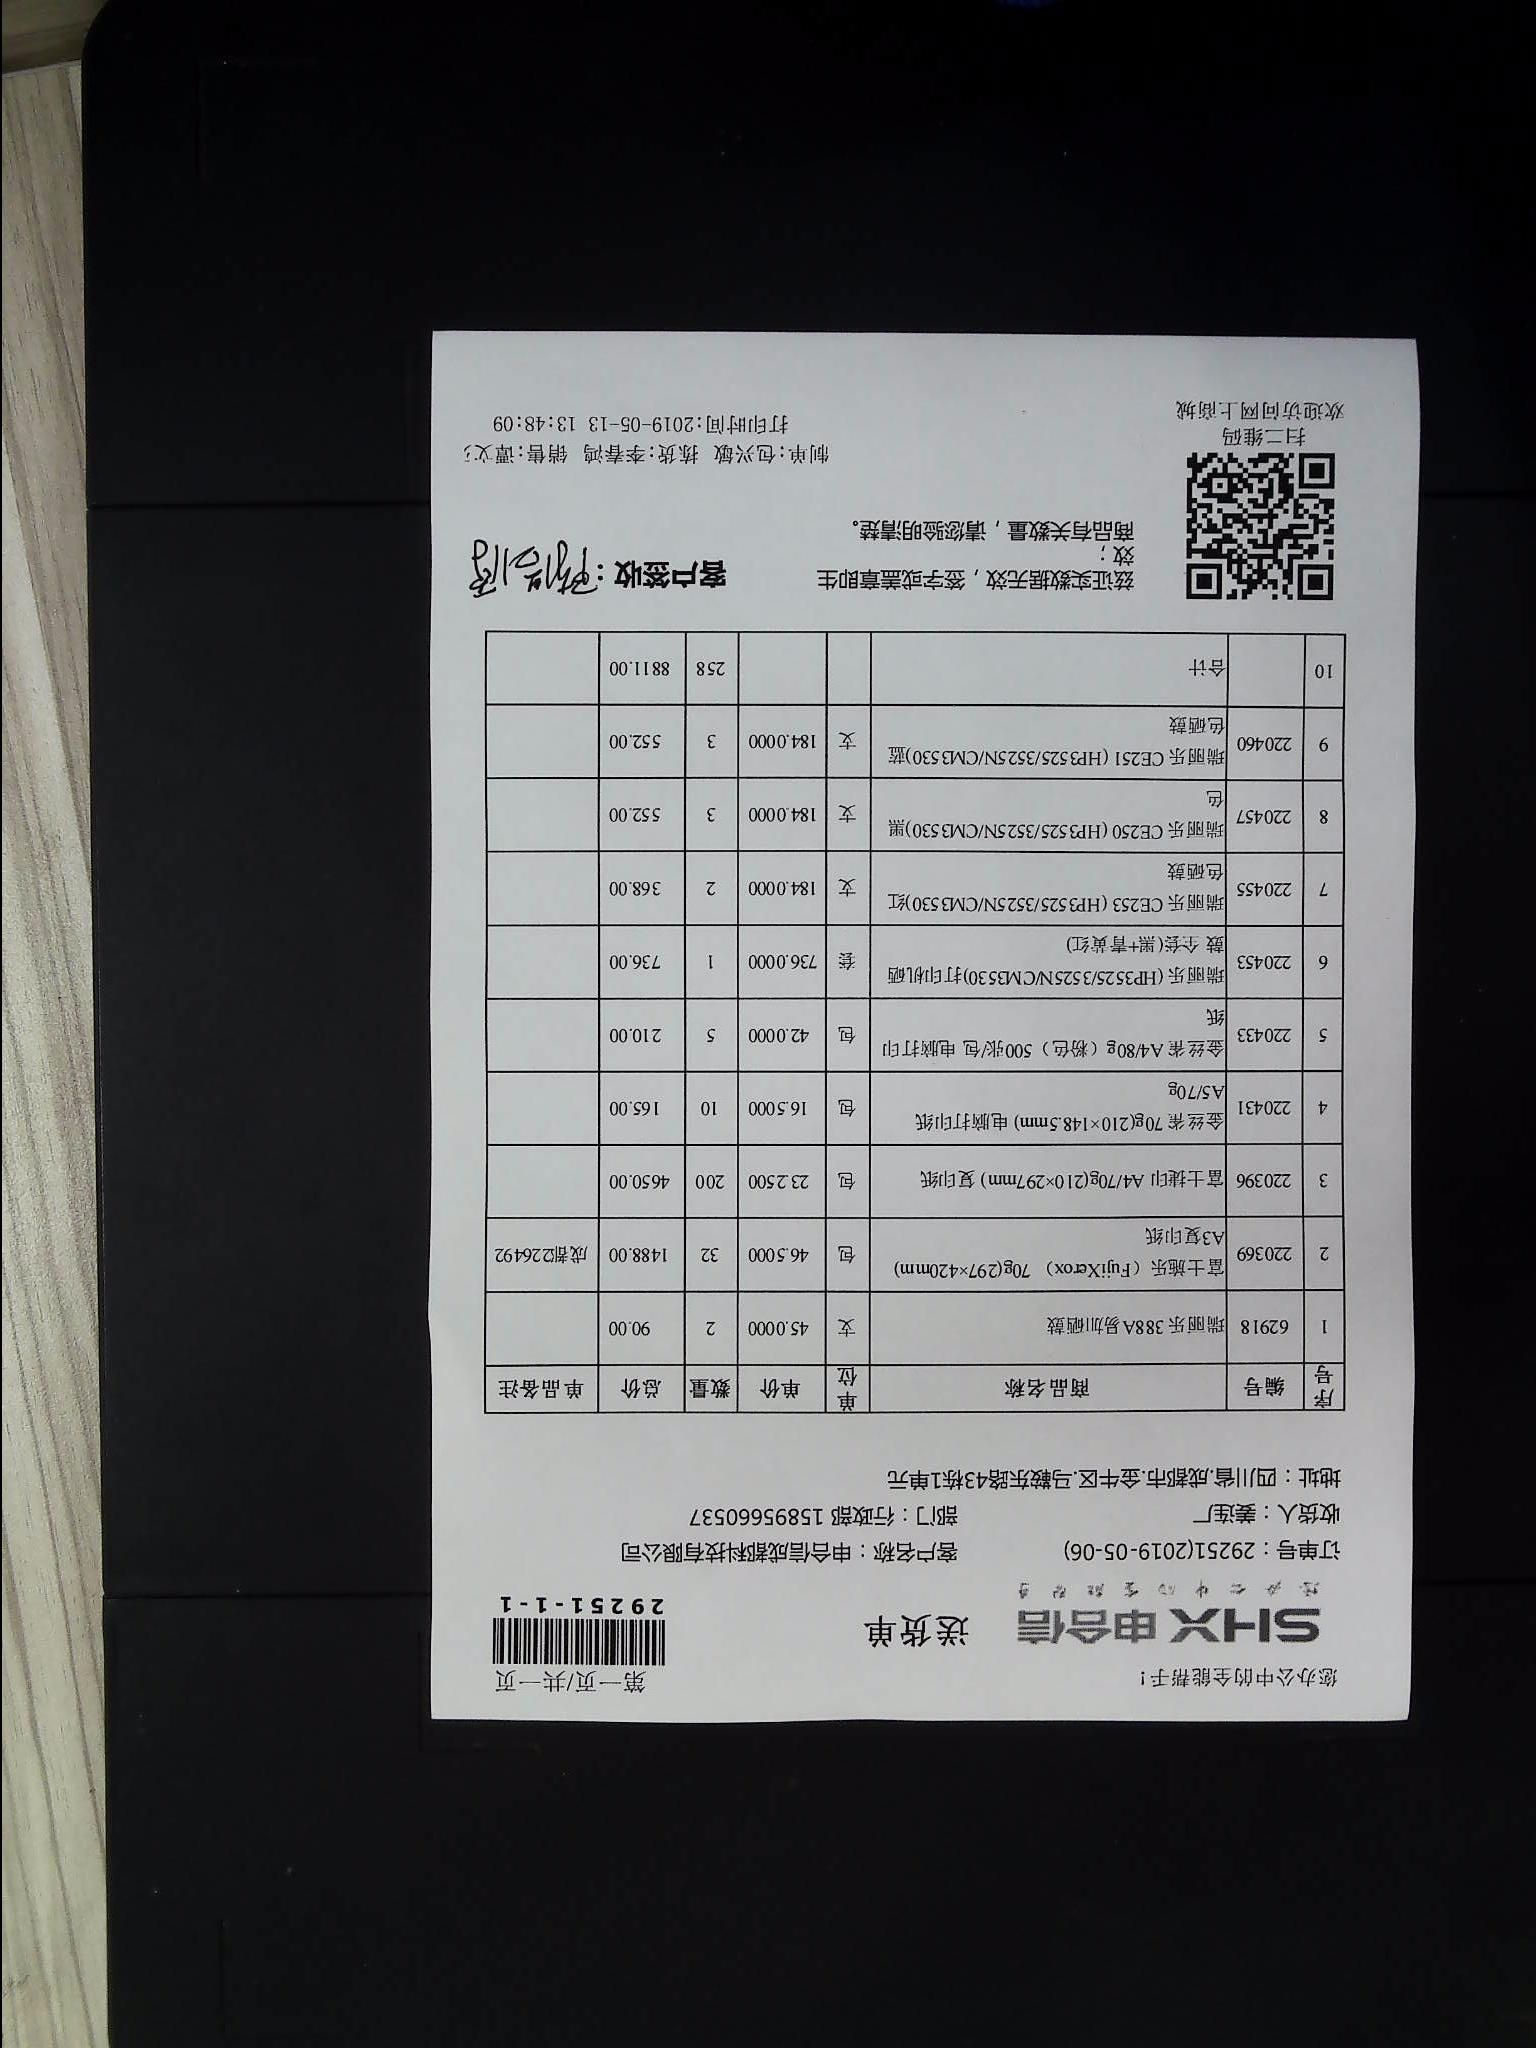 您办公中的全能帮手!
第一页/共一页
SHX 申合信
送货单
29251-1-1
订单号：29251(2019-05-06)
客户名称：申合信成都科技有限公司
收货人：姜连厂
部门：行政部 15895660537
地址：四川省.成都市.金牛区.马鞍东路43栋1单元
序号 编号 商品名称 单位 单价 数量 总价 单品备注
1 62918 瑞丽乐 388A 易加硒鼓 支 45.0000 2 90.00
2 220369 富士施乐（FujiXerox） 70g(297×420mm) A3复印纸 包 46.5000 32 1488.00 成都226492
3 220396 富士捷印 A4/70g(210×297mm) 复印纸 包 23.2500 200 4650.00
4 220431 金丝雀 70g(210×148.5mm) 电脑打印纸 A5/70g 包 16.5000 10 165.00
5 220433 金丝雀 A4/80g（粉色）500张/包 电脑打印纸 包 42.0000 5 210.00
6 220453 瑞丽乐 (HP3525/3525N/CM3530)打印机硒鼓 全套(黑+青黄红) 套 736.0000 1 736.00
7 220455 瑞丽乐 CE253 (HP3525/3525N/CM3530)红色硒鼓 支 184.0000 2 368.00
8 220457 瑞丽乐 CE250 (HP3525/3525N/CM3530)黑色 支 184.0000 3 552.00
9 220460 瑞丽乐 CE251 (HP3525/3525N/CM3530)蓝色硒鼓 支 184.0000 3 552.00
10 合计 258 8811.00
兹证实数据无效，签字或盖章即生
效；
商品有关数量，请您验明清楚。
客户签收：
扫二维码
欢迎访问网上商城
制单:包兴敏 拣货:李春鸿 销售:谭文
打印时间:2019-05-13 13:48:09